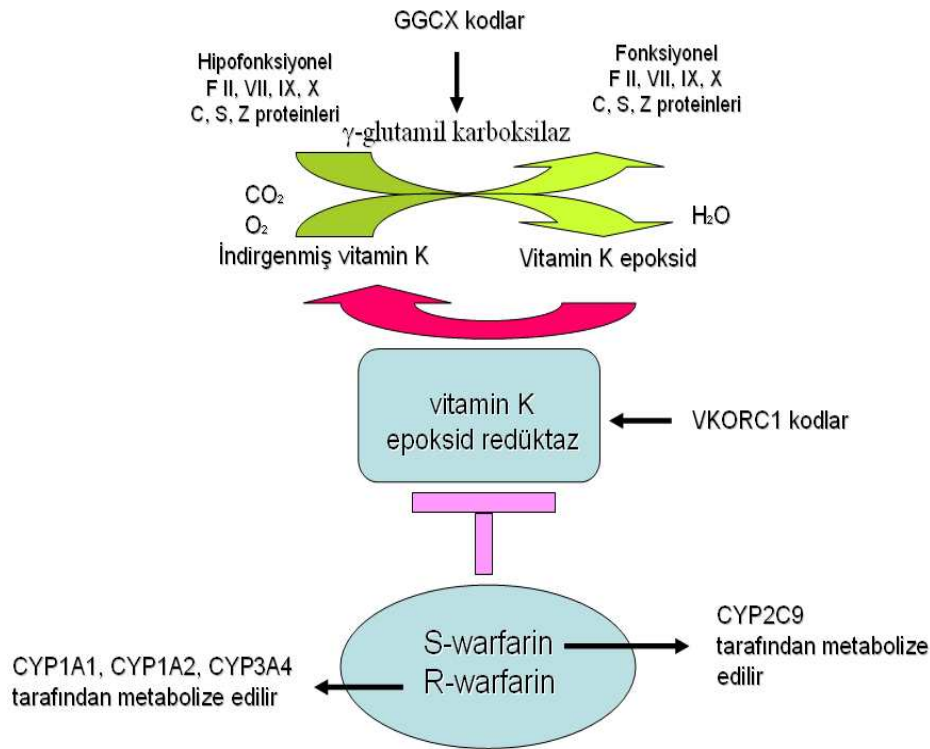 GGCX kodlar
Hipofonksiyonel
F II, VII, IX, X
C, S, Z proteinleri
Fonksiyonel
F II, VII, IX, X
C, S, Z proteinleri
γ-glutamil karboksilaz
CO₂
O₂
H₂O
İndirgenmiş vitamin K
Vitamin K epoksid
vitamin K
epoksid redüktaz
VKORC1 kodlar
S-warfarin
R-warfarin
CYP2C9
tarafından metabolize
edilir
CYP1A1, CYP1A2, CYP3A4
tarafından metabolize edilir